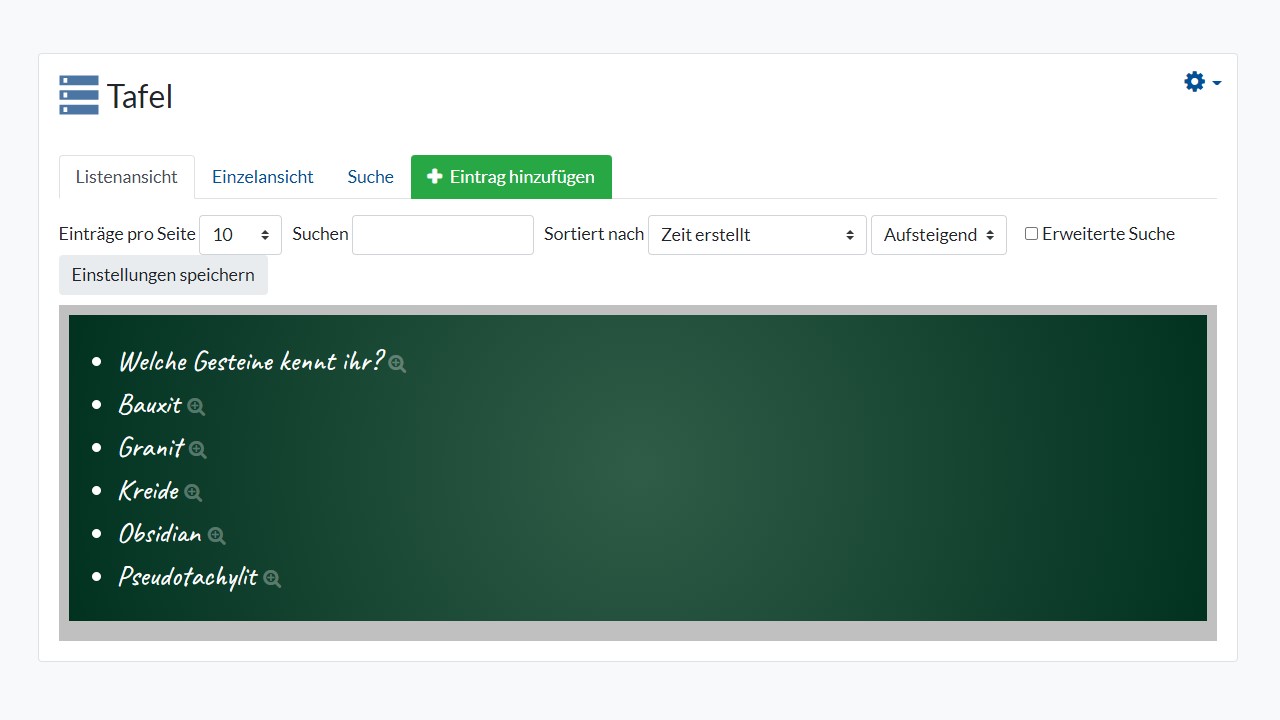 Tafel
Listenansicht Einzelansicht Suche Eintrag hinzufügen
Einträge pro Seite 10 Suchen Sortiert nach Zeit erstellt Aufsteigend Erweiterte Suche
Einstellungen speichern
Welche Gesteine kennt ihr?
Bauxit
Granit
Kreide
Obsidian
Pseudotachylit